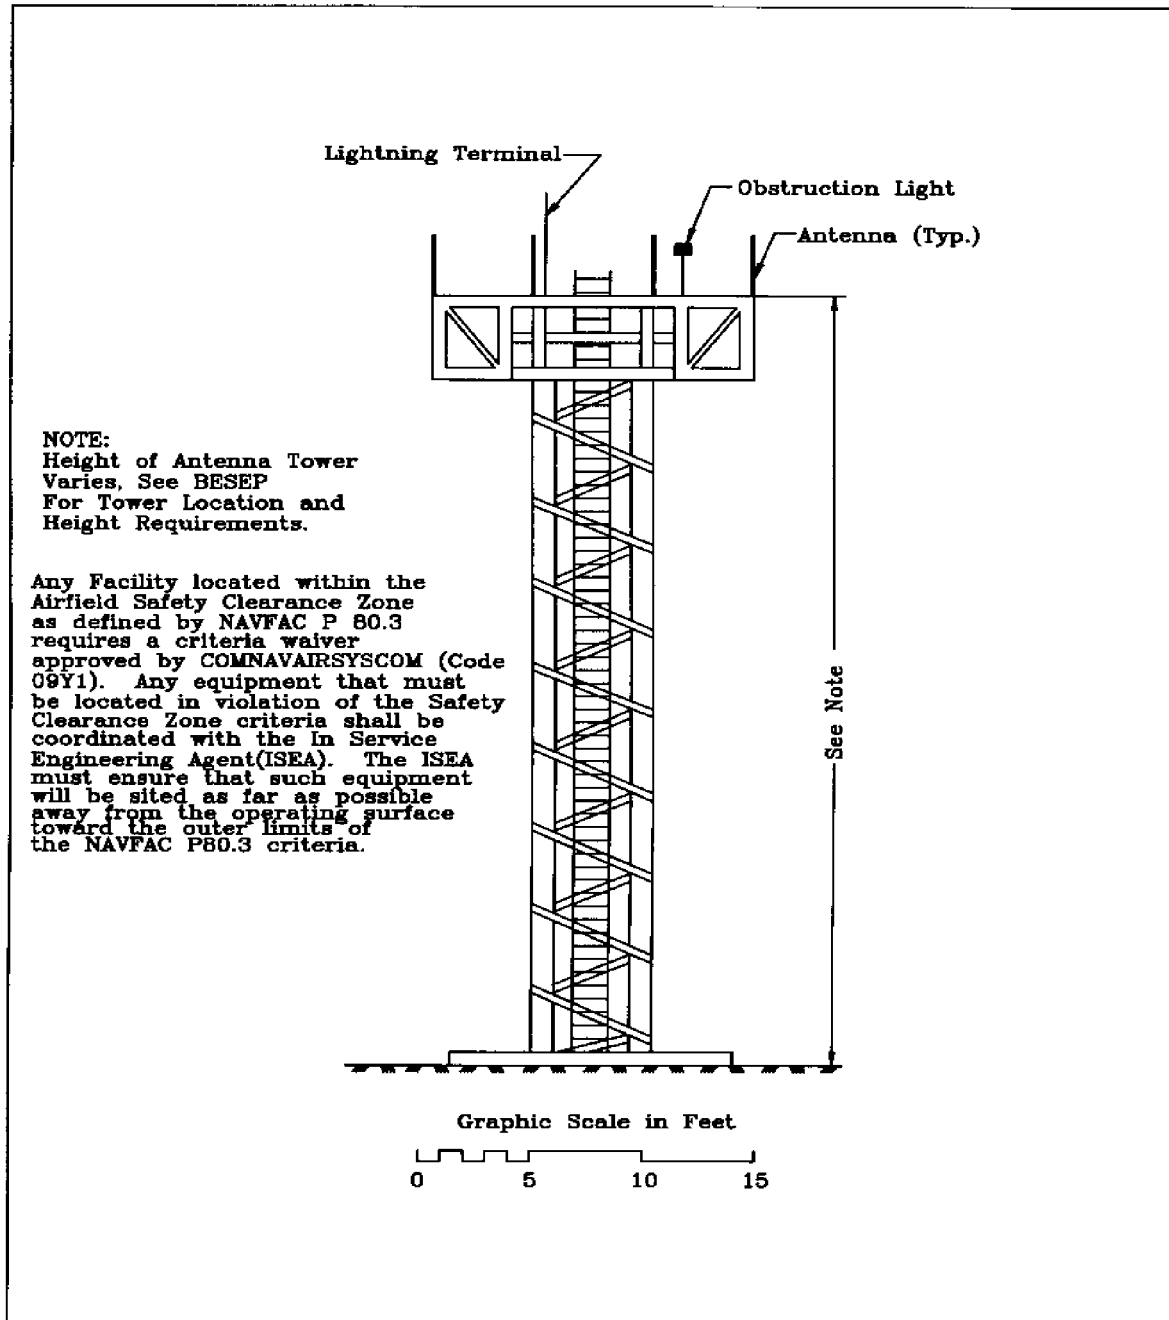 Lightning Terminal
Obstruction Light
Antenna (Typ.)
NOTE:
Height of Antenna Tower
Varies, See BESEP
For Tower Location and
Height Requirements.
Any Facility located within the
Airfield Safety Clearance Zone
as defined by NAVFAC P 80.3
requires a criteria waiver
approved by COMNAVAIRSYSCOM (Code
09Y1). Any equipment that must
be located in violation of the Safety
Clearance Zone criteria shall be
coordinated with the In Service
Engineering Agent(ISEA). The ISEA
must ensure that such equipment
will be sited as far as possible
away from the operating surface
toward the outer limits of
the NAVFAC P80.3 criteria.
See Note
Graphic Scale in Feet
0 5 10 15